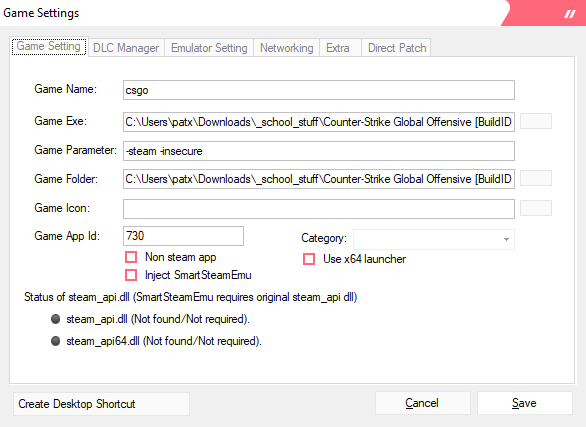 Game Settings
Game Setting DLC Manager Emulator Setting Networking Extra Direct Patch
Game Name: csgo
Game Exe: C:\Users\patx\Downloads\_school_stuff\Counter-Strike Global Offensive [BuildID
Game Parameter: -steam -insecure
Game Folder: C:\Users\patx\Downloads\_school_stuff\Counter-Strike Global Offensive [BuildID
Game Icon:
Game App Id: 730 Category:
Non steam app Use x64 launcher
Inject SmartSteamEmu
Status of steam_api.dll (SmartSteamEmu requires original steam_api dll)
steam_api.dll (Not found/Not required).
steam_api64.dll (Not found/Not required).
Create Desktop Shortcut Cancel Save